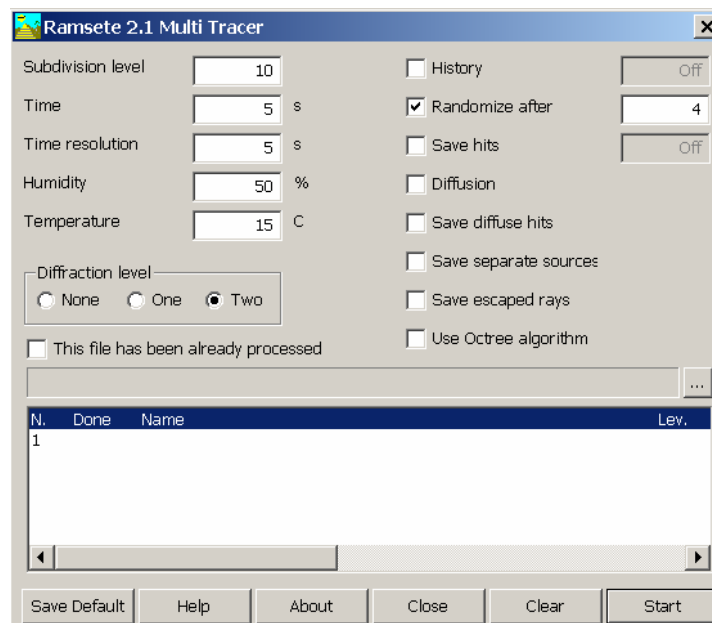 Ramsete 2.1 Multi Tracer
Subdivision level 10
Time 5 s
Time resolution 5 s
Humidity 50 %
Temperature 15 C
Diffraction level
None One Two
This file has been already processed
History Off
Randomize after 4
Save hits Off
Diffusion
Save diffuse hits
Save separate sources
Save escaped rays
Use Octree algorithm
...
N. Done Name Lev.
1
Save Default Help About Close Clear Start